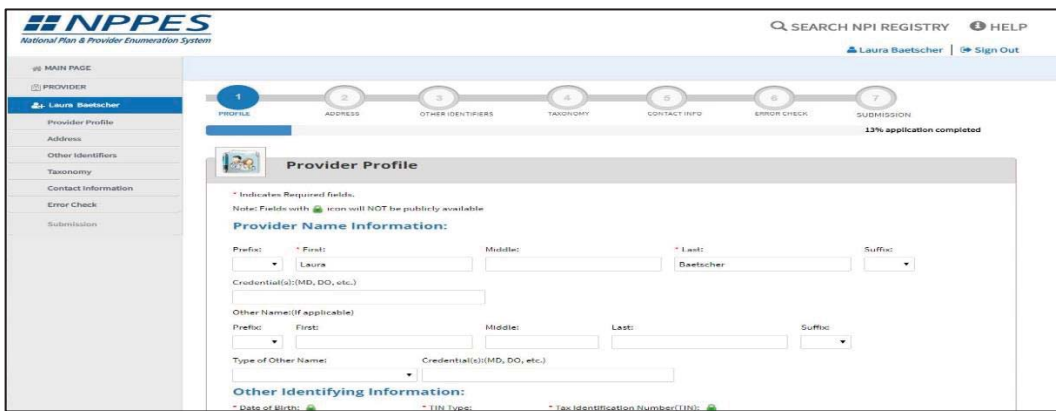 NPPES
National Plan & Provider Enumeration System
SEARCH NPI REGISTRY HELP
Laura Baetscher | Sign Out
MAIN PAGE
PROVIDER
Laura Baetscher
Provider Profile
Address
Other Identifiers
Taxonomy
Contact Information
Error Check
Submission
1 2 3 4 5 6 7
PROFILE ADDRESS OTHER IDENTIFIERS TAXONOMY CONTACT INFO ERROR CHECK SUBMISSION
13% application completed
Provider Profile
* Indicates Required fields.
Note: Fields with icon will NOT be publicly available
Provider Name Information:
Prefix: * First: Middle: * Last: Suffix:
Laura Baetscher
Credential(s):(MD, DO, etc.)
Other Name:(If applicable)
Prefix: First: Middle: Last: Suffix:
Type of Other Name: Credential(s):(MD, DO, etc.)
Other Identifying Information:
* Date of Birth: * TIN Type: * Tax Identification Number(TIN):